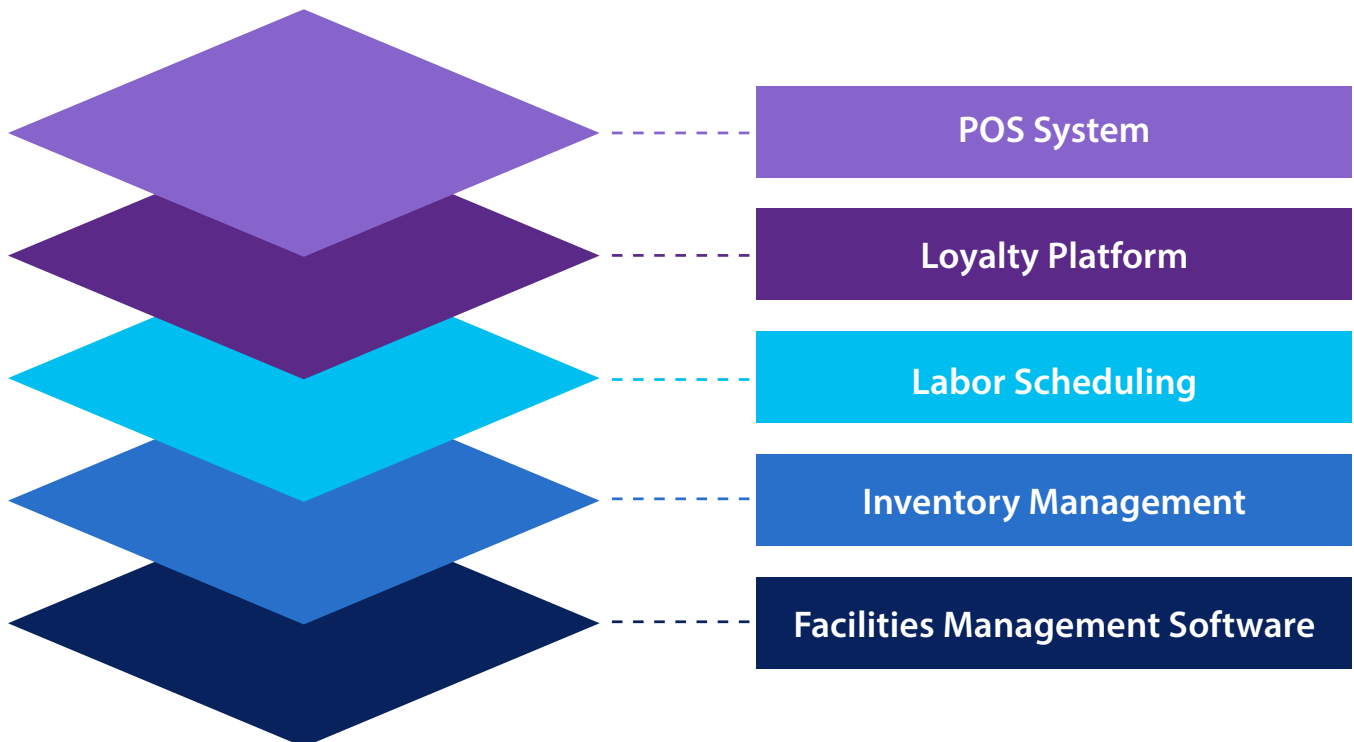 POS System
Loyalty Platform
Labor Scheduling
Inventory Management
Facilities Management Software